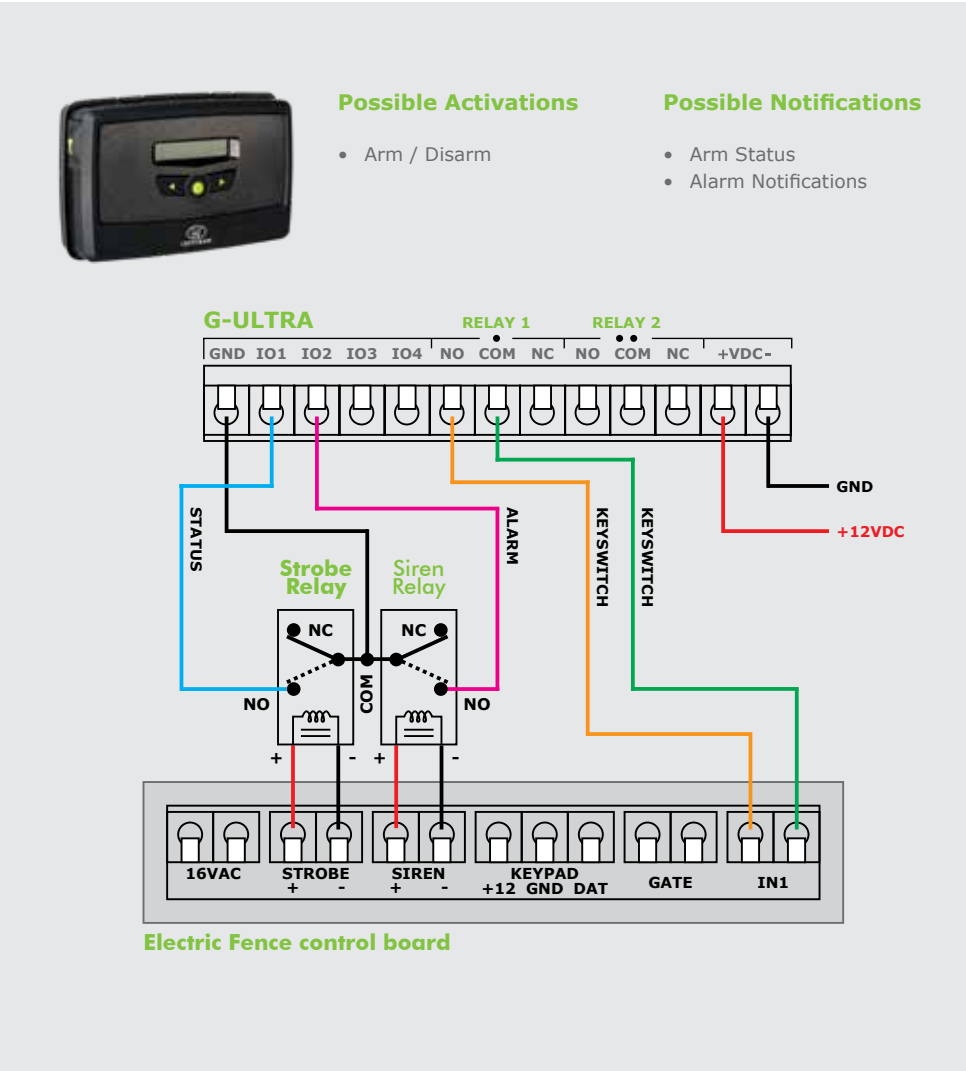 Possible Activations
• Arm / Disarm
Possible Notifications
• Arm Status
• Alarm Notifications
G-ULTRA
RELAY 1
RELAY 2
GND IO1 IO2 IO3 IO4 NO COM NC NO COM NC +VDC-
GND
+12VDC
STATUS
ALARM
KEYSWITCH
KEYSWITCH
Strobe
Relay
Siren
Relay
NC
NC
COM
NO
NO
+ - + -
16VAC
STROBE
+ -
SIREN
+ -
KEYPAD
+12 GND DAT
GATE
IN1
Electric Fence control board